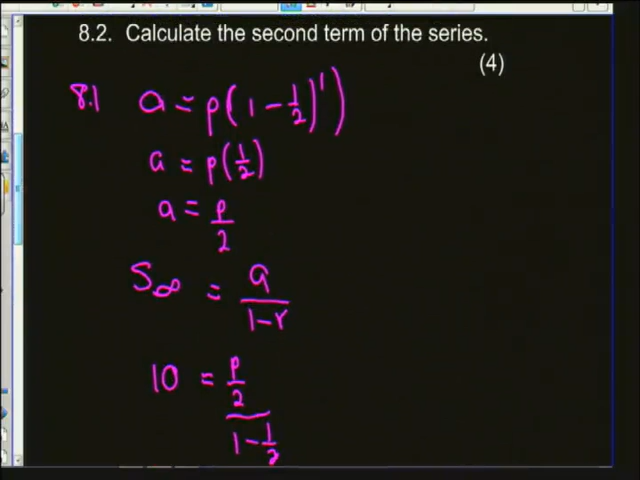 8.2. Calculate the second term of the series.
(4)
8.1 a = p(1 - 1/2)^1)
a = p(1/2)
a = p/2
S∞ = a/1-r
10 = p/2/1-1/2